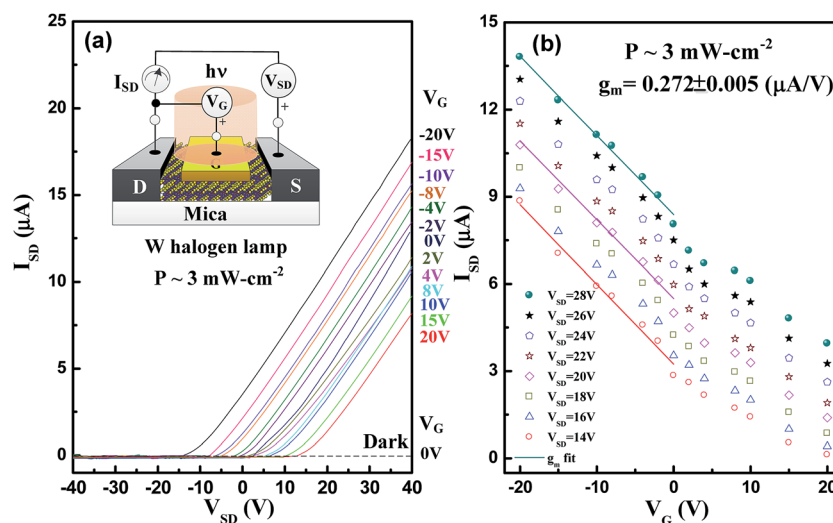 (a)
hν
I_SD
V_G
V_SD
+
+
G
D
S
Mica
W halogen lamp
P ~ 3 mW-cm⁻²
V_G
-20V
-15V
-10V
-8V
-4V
-2V
0V
2V
4V
8V
10V
15V
20V
V_G
0V
Dark
25
20
15
10
5
0
I_SD (μA)
-40 -30 -20 -10 0 10 20 30 40
V_SD (V)
(b)
P ~ 3 mW-cm⁻²
g_m= 0.272±0.005 (μA/V)
15
12
9
6
3
0
I_SD (μA)
V_SD=28V
V_SD=26V
V_SD=24V
V_SD=22V
V_SD=20V
V_SD=18V
V_SD=16V
V_SD=14V
g_m fit
-20 -10 0 10 20
V_G (V)